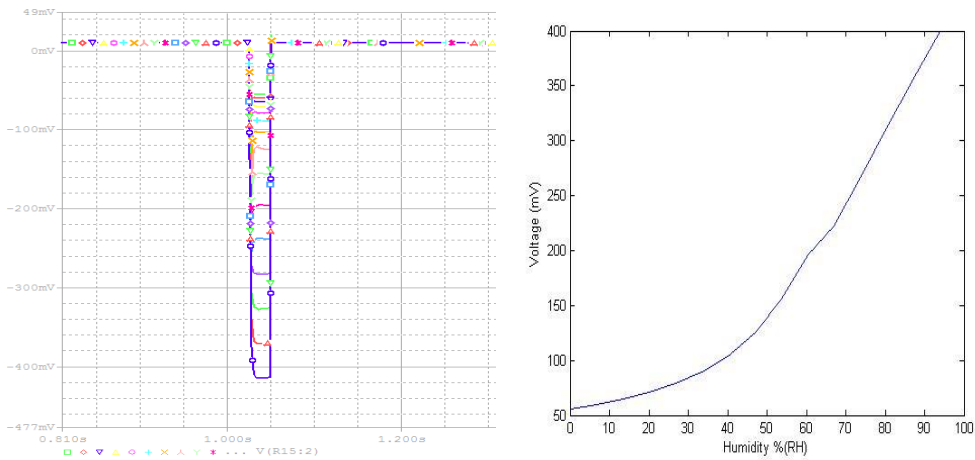 49mV
0mV
-100mV
-200mV
-300mV
-400mV
-477mV
0.810s 1.000s 1.200s
... V(R15:2)
Voltage (mV)
400
350
300
250
200
150
100
50
0 10 20 30 40 50 60 70 80 90 100
Humidity %(RH)